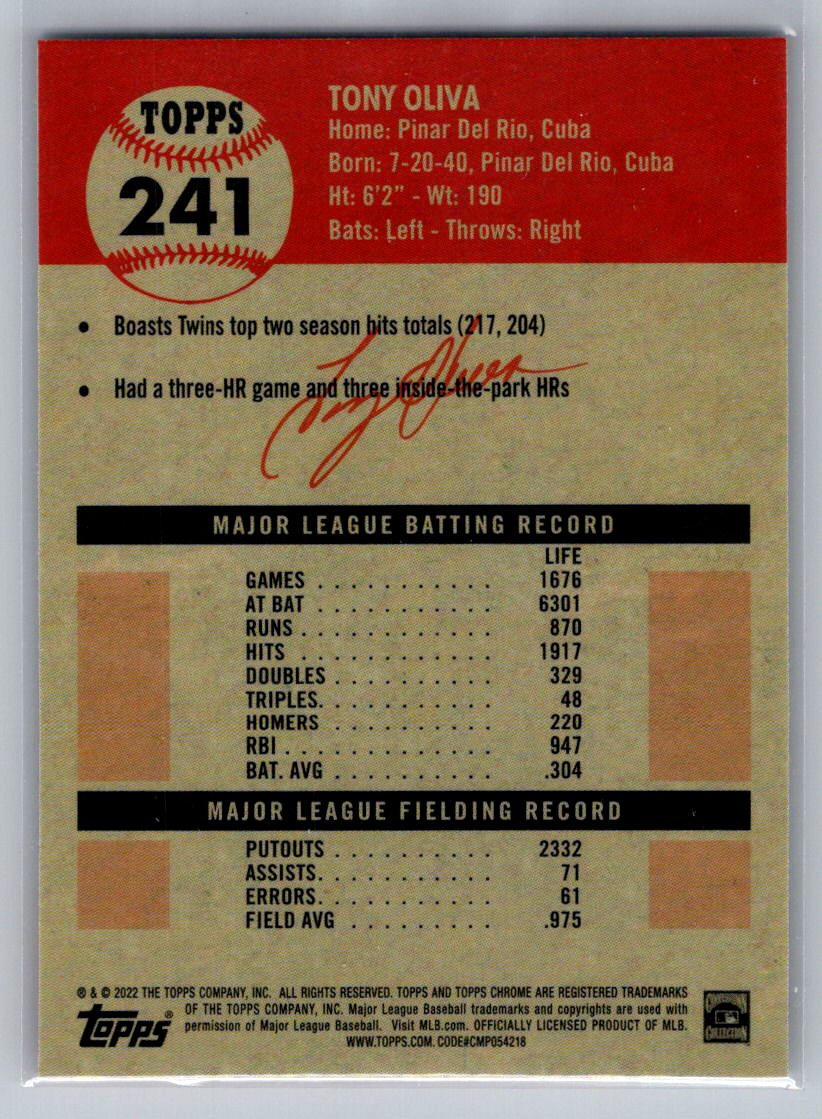 TOPPS
241
TONY OLIVA
Home: Pinar Del Rio, Cuba
Born: 7-20-40, Pinar Del Rio, Cuba
Ht: 6'2" - Wt: 190
Bats: Left - Throws: Right
• Boasts Twins top two season hits totals (217, 204)
• Had a three-HR game and three inside-the-park HRs
Tony Oliva
MAJOR LEAGUE BATTING RECORD
LIFE
GAMES . . . . . . . . . . . 1676
AT BAT . . . . . . . . . . . 6301
RUNS . . . . . . . . . . . . 870
HITS . . . . . . . . . . . 1917
DOUBLES . . . . . . . . . . 329
TRIPLES. . . . . . . . . . . 48
HOMERS . . . . . . . . . . 220
RBI . . . . . . . . . . . . . 947
BAT. AVG . . . . . . . . . . .304
MAJOR LEAGUE FIELDING RECORD
PUTOUTS . . . . . . . . . . 2332
ASSISTS. . . . . . . . . . . 71
ERRORS. . . . . . . . . . . 61
FIELD AVG . . . . . . . . . .975
® & © 2022 THE TOPPS COMPANY, INC. ALL RIGHTS RESERVED. TOPPS AND TOPPS CHROME ARE REGISTERED TRADEMARKS
OF THE TOPPS COMPANY, INC. Major League Baseball trademarks and copyrights are used with
permission of Major League Baseball. Visit MLB.com. OFFICIALLY LICENSED PRODUCT OF MLB.
WWW.TOPPS.COM. CODE#CMP054218
topps®
COOPERSTOWN
COLLECTION